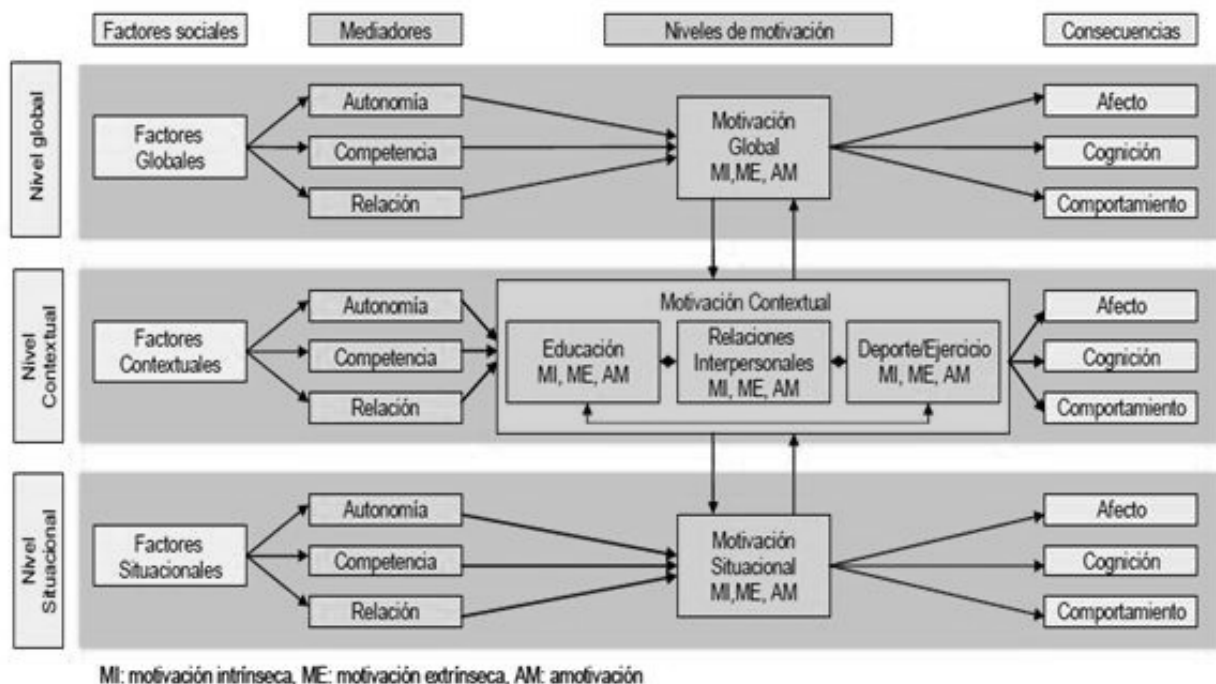 Factores sociales
Mediadores
Niveles de motivación
Consecuencias
Nivel global
Factores
Globales
Autonomía
Competencia
Relación
Motivación
Global
MI,ME, AM
Afecto
Cognición
Comportamiento
Nivel
Contextual
Factores
Contextuales
Autonomía
Competencia
Relación
Motivación Contextual
Educación
MI, ME, AM
Relaciones
Interpersonales
MI, ME, AM
Deporte/Ejercicio
MI, ME, AM
Afecto
Cognición
Comportamiento
Nivel
Situacional
Factores
Situacionales
Autonomía
Competencia
Relación
Motivación
Situacional
MI,ME, AM
Afecto
Cognición
Comportamiento
MI: motivación intrínseca, ME: motivación extrínseca, AM: amotivación